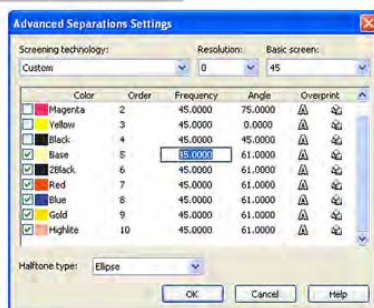 Advanced Separations Settings
Screening technology: Resolution: Basic screen:
Custom 0 45
Color Order Frequency Angle Overprint
Magenta 2 45.0000 75.0000
Yellow 3 45.0000 0.0000
Black 4 45.0000 45.0000
Base 5 45.0000 61.0000
2Black 6 45.0000 61.0000
Red 7 45.0000 61.0000
Blue 8 45.0000 61.0000
Gold 9 45.0000 61.0000
Highlite 10 45.0000 61.0000
Halftone type: Ellipse
OK Cancel Help